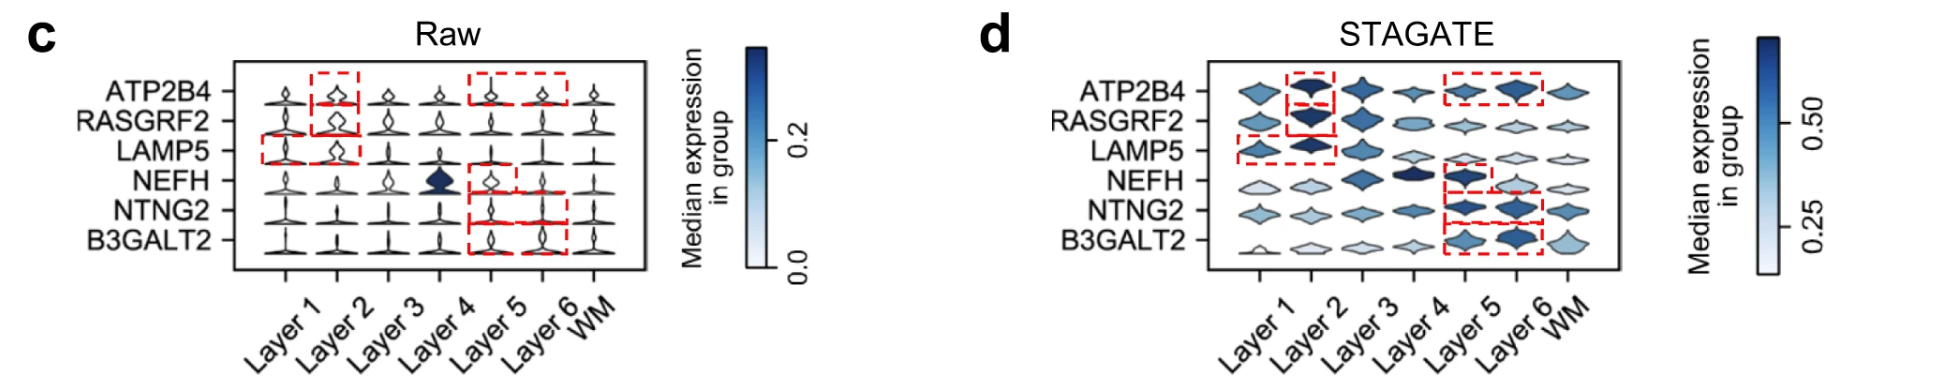 c
Raw
ATP2B4
RASGRF2
LAMP5
NEFH
NTNG2
B3GALT2
Layer 1
Layer 2
Layer 3
Layer 4
Layer 5
Layer 6
WM
Median expression
in group
0.2
0.0
d
STAGATE
ATP2B4
RASGRF2
LAMP5
NEFH
NTNG2
B3GALT2
Layer 1
Layer 2
Layer 3
Layer 4
Layer 5
Layer 6
WM
Median expression
in group
0.50
0.25